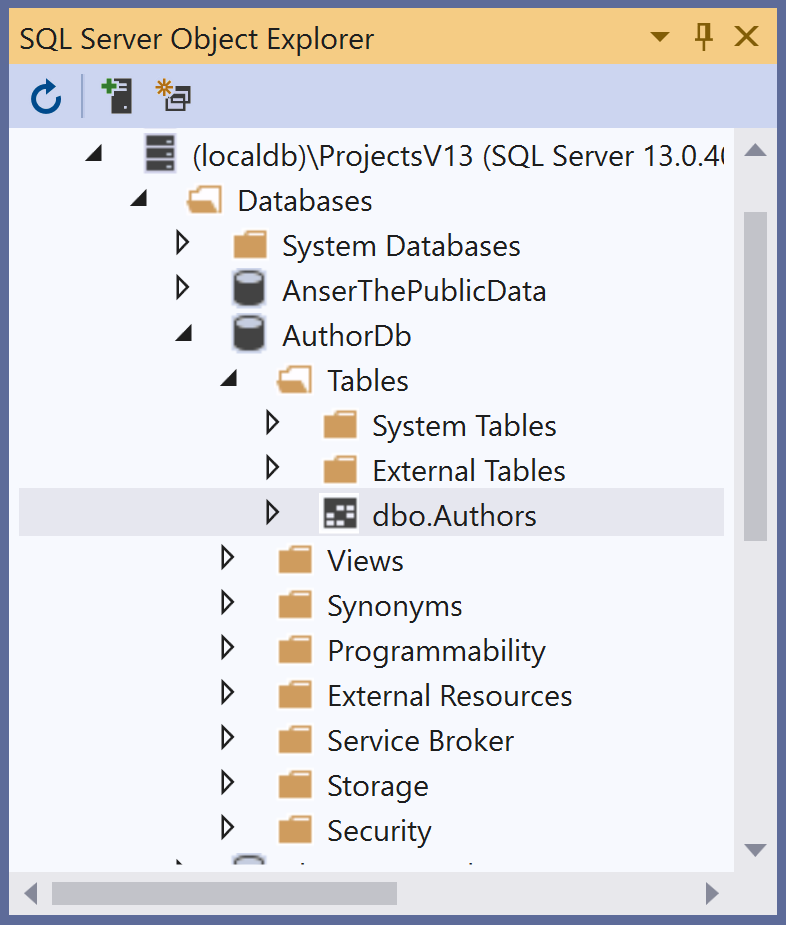 SQL Server Object Explorer
(localdb)\ProjectsV13 (SQL Server 13.0.40
Databases
System Databases
AnserThePublicData
AuthorDb
Tables
System Tables
External Tables
dbo.Authors
Views
Synonyms
Programmability
External Resources
Service Broker
Storage
Security